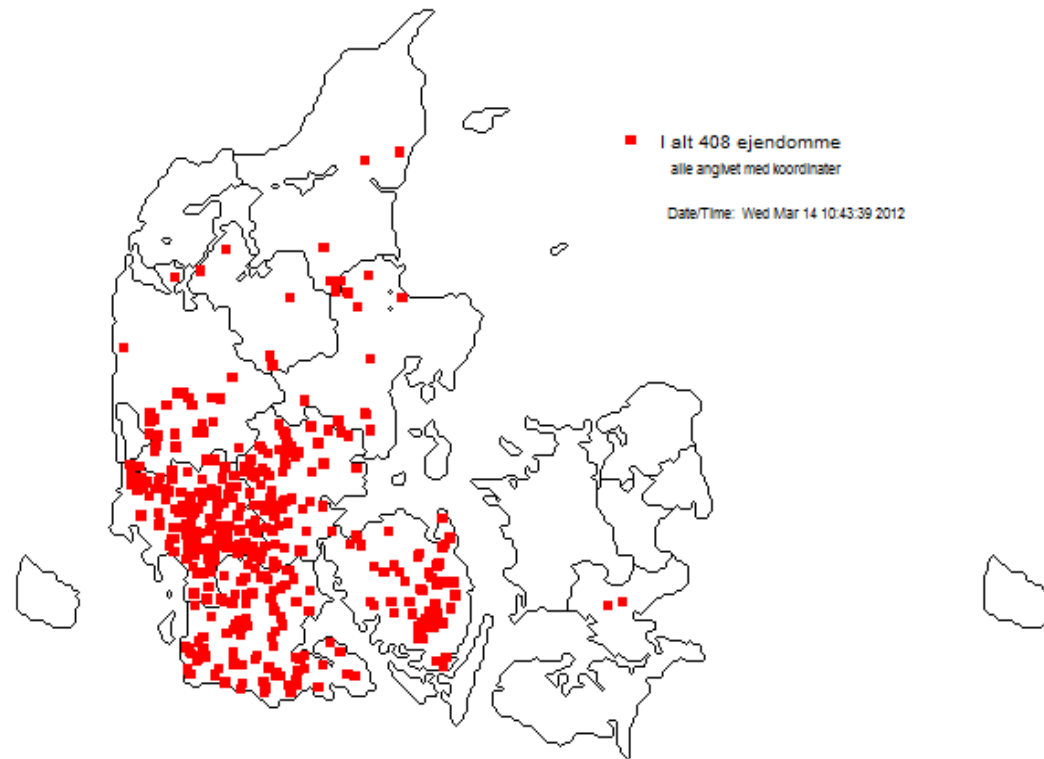 I alt 408 ejendomme
alle angivet med koordinater
Date/Time: Wed Mar 14 10:43:39 2012